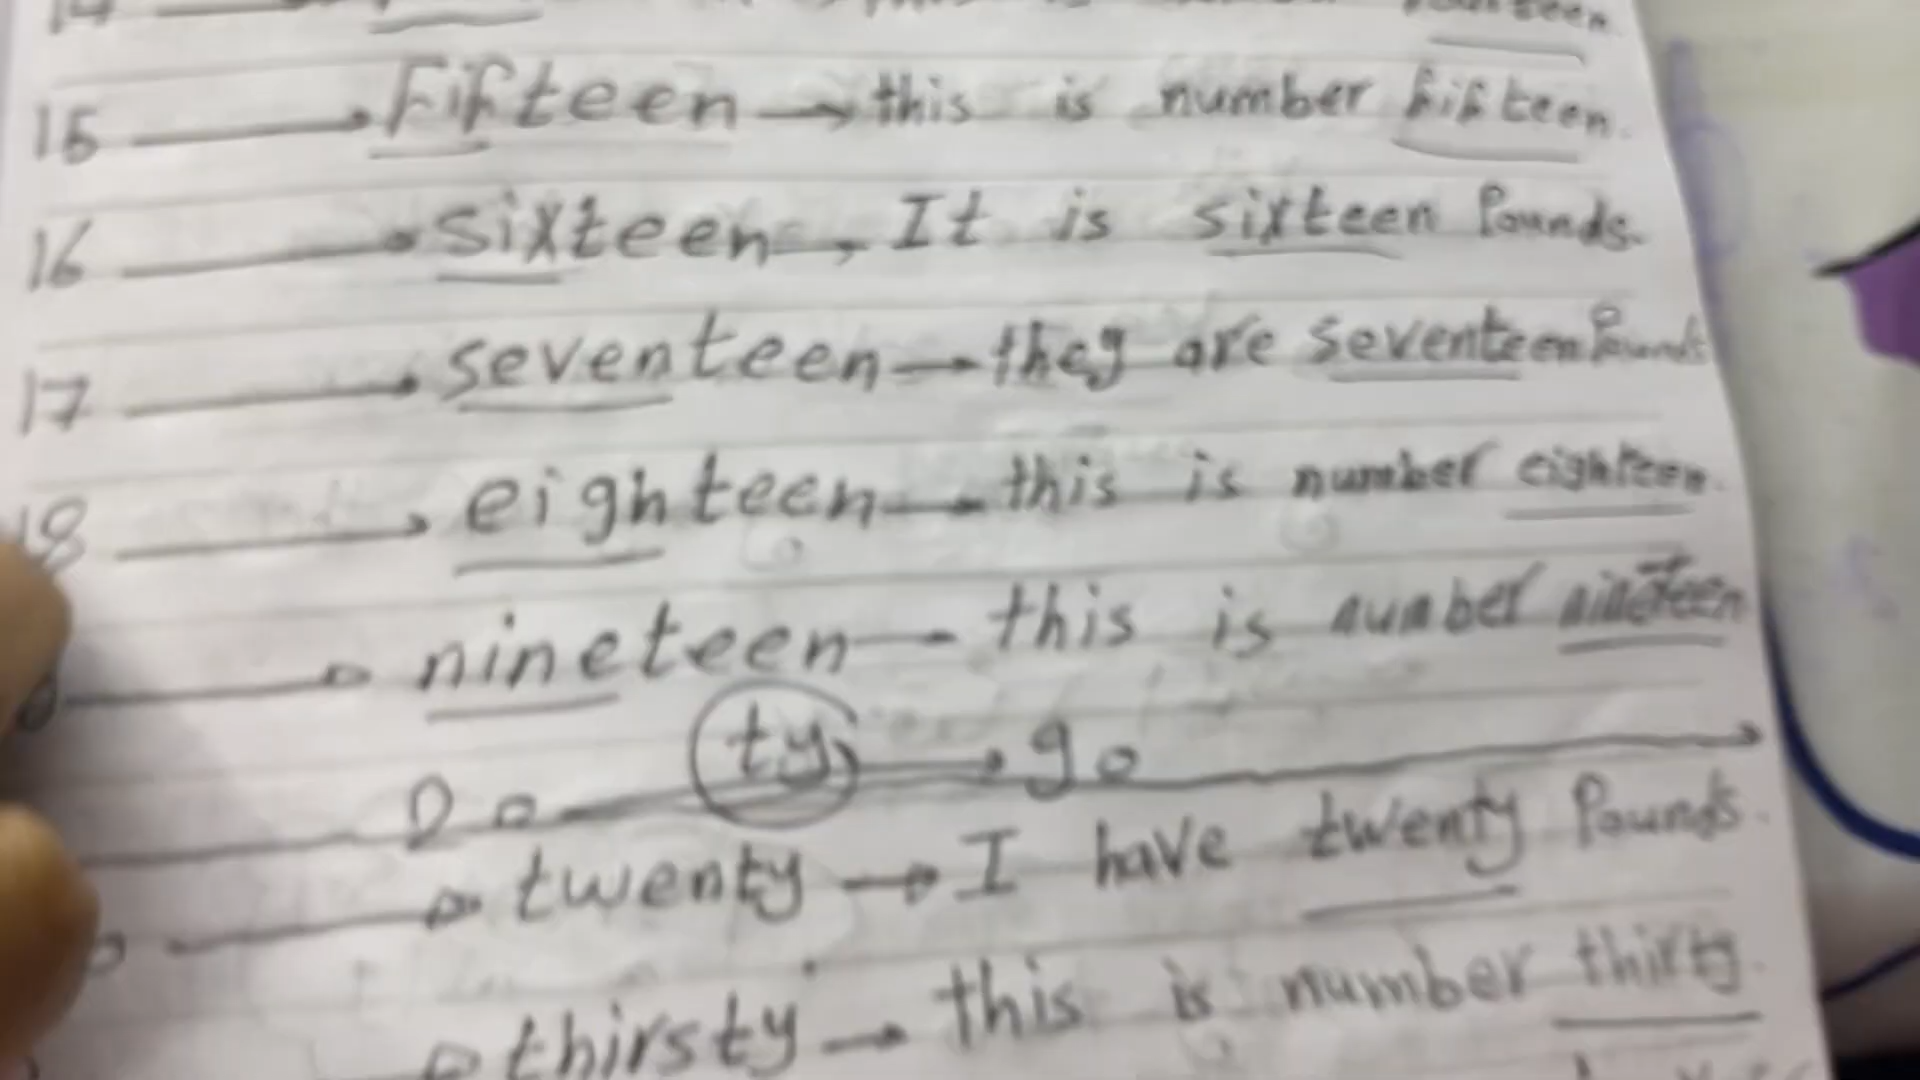 15 → Fifteen → this is number fifteen.
16 → sixteen → It is sixteen Pounds.
17 → seventeen → they are seventeen Pounds
18 → eighteen → this is number eighteen.
→ nineteen → this is aunber nineteen
Do (ty) → go →
→ twenty → I have twenty Pounds.
→ thirsty → this is number thirty.